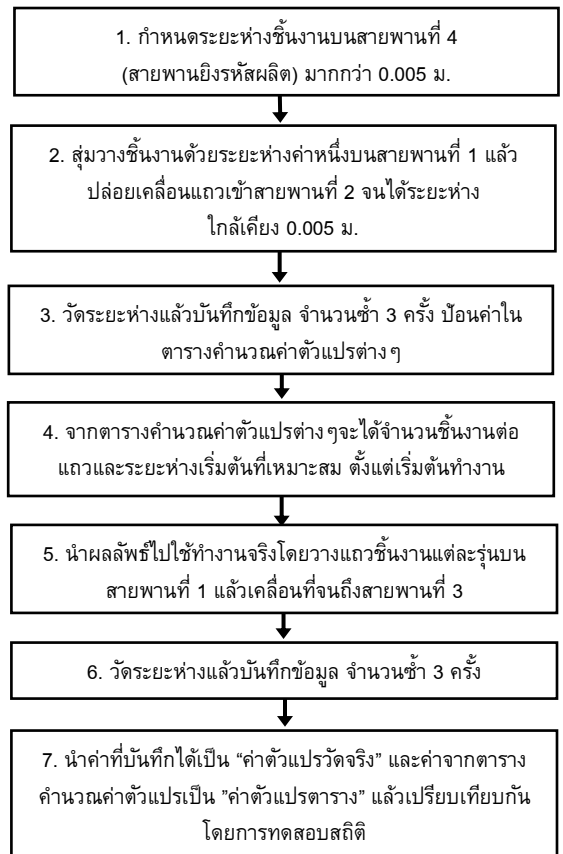 1. กำหนดระยะห่างชิ้นงานบนสายพานที่ 4
(สายพานยิงรหัสผลิต) มากกว่า 0.005 ม.
2. สุ่มวางชิ้นงานด้วยระยะห่างค่าหนึ่งบนสายพานที่ 1 แล้ว
ปล่อยเคลื่อนแถวเข้าสายพานที่ 2 จนได้ระยะห่าง
ใกล้เคียง 0.005 ม.
3. วัดระยะห่างแล้วบันทึกข้อมูล จำนวนซ้ำ 3 ครั้ง ป้อนค่าใน
ตารางคำนวณค่าตัวแปรต่างๆ
4. จากตารางคำนวณค่าตัวแปรต่างๆจะได้จำนวนชิ้นงานต่อ
แถวและระยะห่างเริ่มต้นที่เหมาะสม ตั้งแต่เริ่มต้นทำงาน
5. นำผลลัพธ์ไปใช้ทำงานจริงโดยวางแถวชิ้นงานแต่ละรุ่นบน
สายพานที่ 1 แล้วเคลื่อนที่จนถึงสายพานที่ 3
6. วัดระยะห่างแล้วบันทึกข้อมูล จำนวนซ้ำ 3 ครั้ง
7. นำค่าที่บันทึกได้เป็น “ค่าตัวแปรวัดจริง” และค่าจากตาราง
คำนวณค่าตัวแปรเป็น ”ค่าตัวแปรตาราง” แล้วเปรียบเทียบกัน
โดยการทดสอบสถิติ